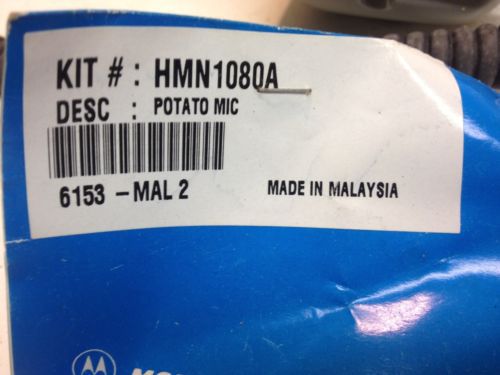 KIT # : HMN1080A
DESC : POTATO MIC
6153 - MAL 2 MADE IN MALAYSIA